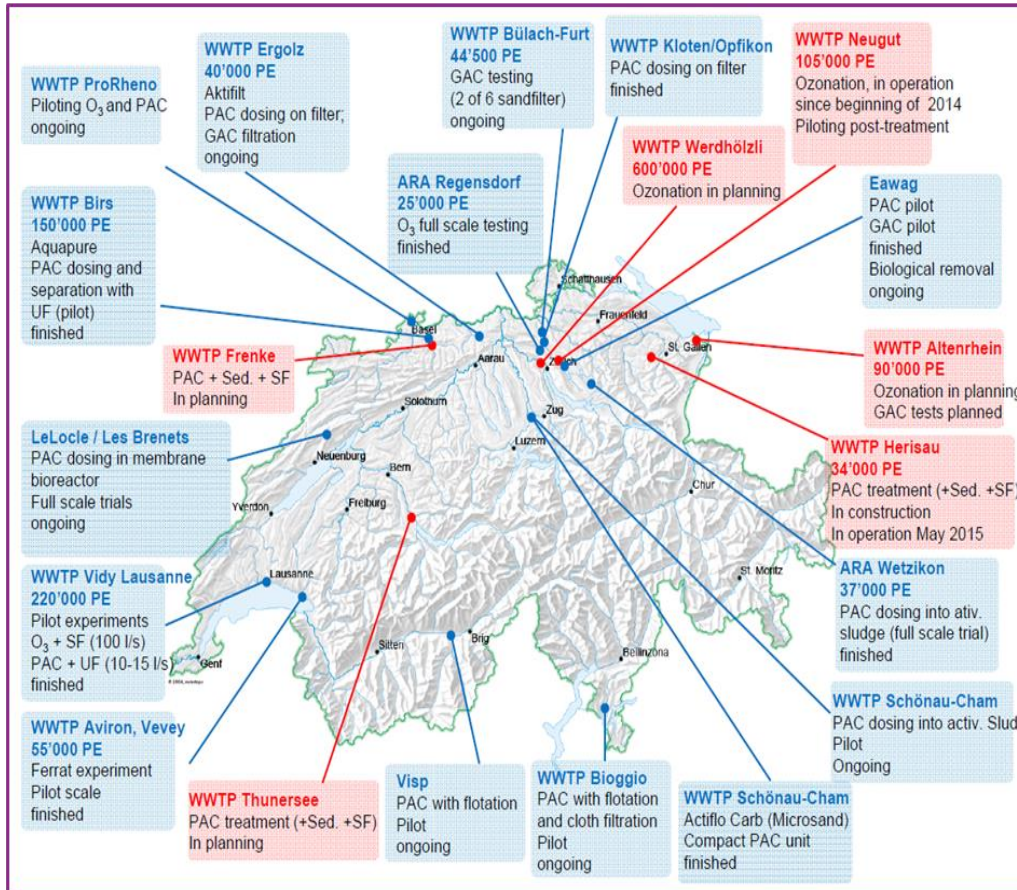 WWTP ProRheno
Piloting O₃ and PAC
ongoing
WWTP Ergolz
40'000 PE
Aktifilt
PAC dosing on filter;
GAC filtration
ongoing
WWTP Bülach-Furt
44'500 PE
GAC testing
(2 of 6 sandfilter)
ongoing
WWTP Kloten/Opfikon
PAC dosing on filter
finished
WWTP Neugut
105'000 PE
Ozonation, in operation
since beginning of 2014
Piloting post-treatment
WWTP Birs
150'000 PE
Aquapure
PAC dosing and
separation with
UF (pilot)
finished
ARA Regensdorf
25'000 PE
O₃ full scale testing
finished
WWTP Werdhölzli
600'000 PE
Ozonation in planning
Eawag
PAC pilot
GAC pilot
finished
Biological removal
ongoing
WWTP Frenke
PAC + Sed. + SF
In planning
WWTP Altenrhein
90'000 PE
Ozonation in planning
GAC tests planned
LeLocle / Les Brenets
PAC dosing in membrane
bioreactor
Full scale trials
ongoing
WWTP Herisau
34'000 PE
PAC treatment (+Sed. +SF)
In construction
In operation May 2015
WWTP Vidy Lausanne
220'000 PE
Pilot experiments
O₃ + SF (100 l/s)
PAC + UF (10-15 l/s)
finished
ARA Wetzikon
37'000 PE
PAC dosing into ativ.
sludge (full scale trial)
finished
WWTP Aviron, Vevey
55'000 PE
Ferrat experiment
Pilot scale
finished
WWTP Thunersee
PAC treatment (+Sed. +SF)
In planning
Visp
PAC with flotation
Pilot
ongoing
WWTP Bioggio
PAC with flotation
and cloth filtration
Pilot
ongoing
WWTP Schönau-Cham
Actiflo Carb (Microsand)
Compact PAC unit
finished
WWTP Schönau-Cham
PAC dosing into activ. Slud
Pilot
Ongoing
Schaffhausen
Frauenfeld
Basel
Aarau
Zürich
St. Gallen
Solothurn
Zug
Luzern
Neuenburg
Bern
Chur
Yverdon
Freiburg
Lausanne
St. Moritz
Sitten
Brig
Genf
Bellinzona